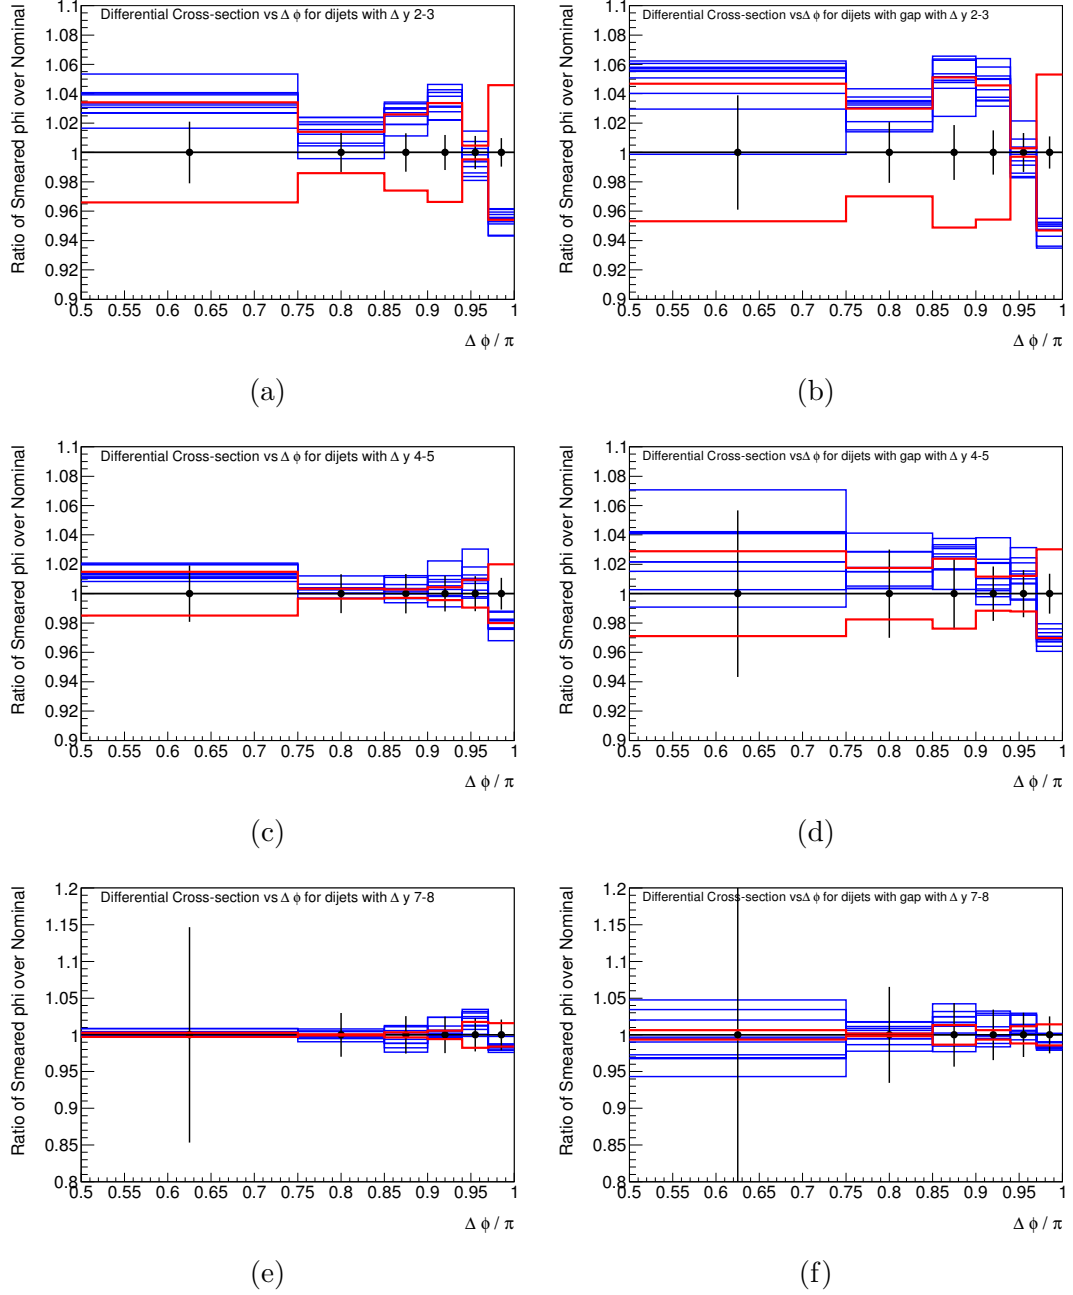 Differential Cross-section vs Δ ϕ for dijets with Δ y 2-3
Ratio of Smeared phi over Nominal
1.1
1.08
1.06
1.04
1.02
1
0.98
0.96
0.94
0.92
0.9
0.5 0.55 0.6 0.65 0.7 0.75 0.8 0.85 0.9 0.95 1
Δ ϕ / π
(a)
Differential Cross-section vsΔ ϕ for dijets with gap with Δ y 2-3
Ratio of Smeared phi over Nominal
1.1
1.08
1.06
1.04
1.02
1
0.98
0.96
0.94
0.92
0.9
0.5 0.55 0.6 0.65 0.7 0.75 0.8 0.85 0.9 0.95 1
Δ ϕ / π
(b)
Differential Cross-section vs Δ ϕ for dijets with Δ y 4-5
Ratio of Smeared phi over Nominal
1.1
1.08
1.06
1.04
1.02
1
0.98
0.96
0.94
0.92
0.9
0.5 0.55 0.6 0.65 0.7 0.75 0.8 0.85 0.9 0.95 1
Δ ϕ / π
(c)
Differential Cross-section vsΔ ϕ for dijets with gap with Δ y 4-5
Ratio of Smeared phi over Nominal
1.1
1.08
1.06
1.04
1.02
1
0.98
0.96
0.94
0.92
0.9
0.5 0.55 0.6 0.65 0.7 0.75 0.8 0.85 0.9 0.95 1
Δ ϕ / π
(d)
Differential Cross-section vs Δ ϕ for dijets with Δ y 7-8
Ratio of Smeared phi over Nominal
1.2
1.15
1.1
1.05
1
0.95
0.9
0.85
0.8
0.5 0.55 0.6 0.65 0.7 0.75 0.8 0.85 0.9 0.95 1
Δ ϕ / π
(e)
Differential Cross-section vsΔ ϕ for dijets with gap with Δ y 7-8
Ratio of Smeared phi over Nominal
1.2
1.15
1.1
1.05
1
0.95
0.9
0.85
0.8
0.5 0.55 0.6 0.65 0.7 0.75 0.8 0.85 0.9 0.95 1
Δ ϕ / π
(f)